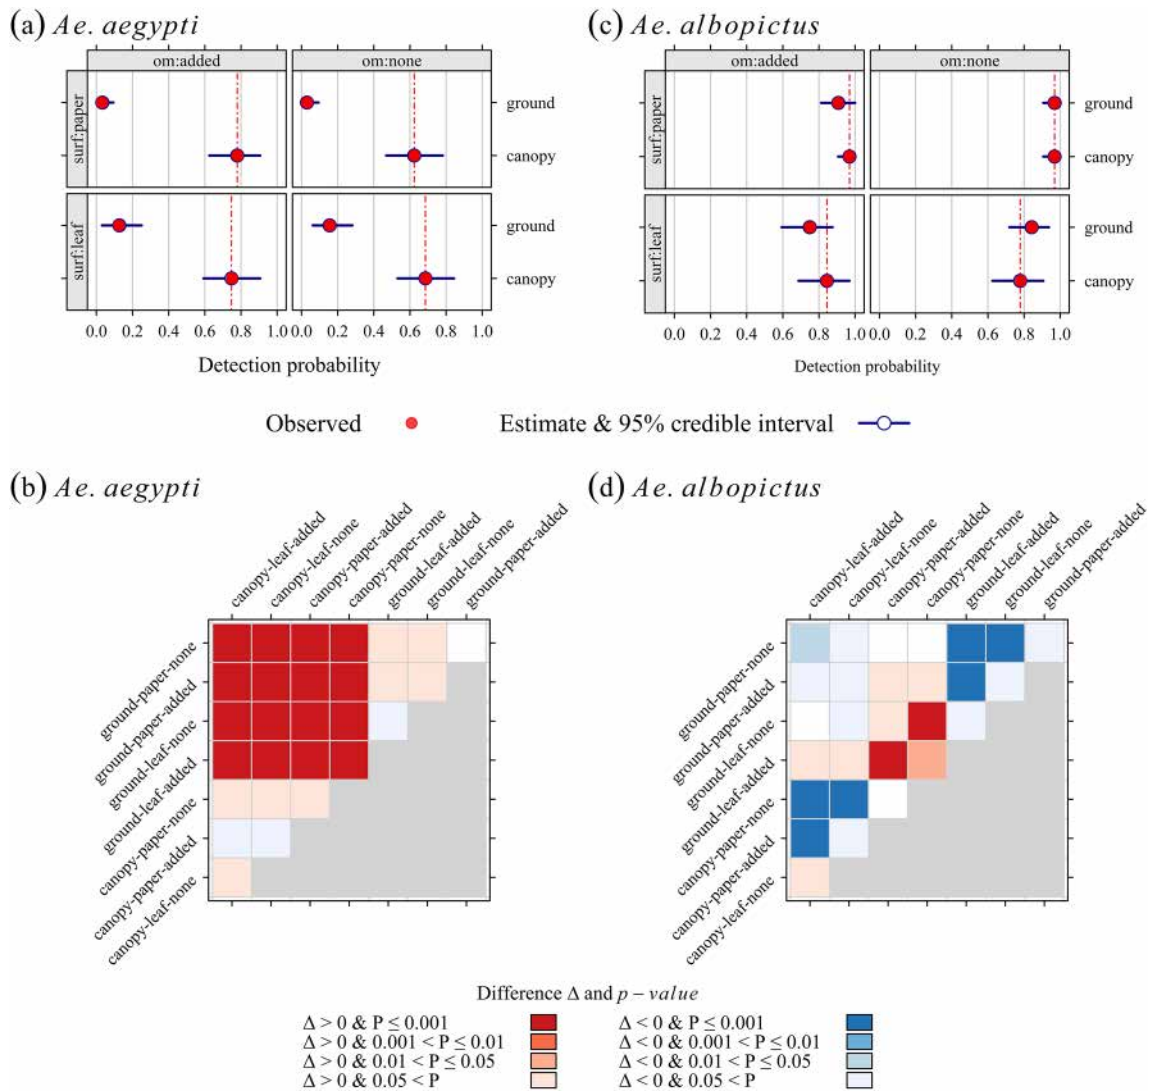 (a) Ae. aegypti
om:added om:none
surf:paper
ground
canopy
surf:leaf
ground
canopy
0.0 0.2 0.4 0.6 0.8 1.0 0.0 0.2 0.4 0.6 0.8 1.0
Detection probability
(c) Ae. albopictus
om:added om:none
surf:paper
ground
canopy
surf:leaf
ground
canopy
0.0 0.2 0.4 0.6 0.8 1.0 0.0 0.2 0.4 0.6 0.8 1.0
Detection probability
Observed Estimate & 95% credible interval
(b) Ae. aegypti
canopy-leaf-added
canopy-leaf-none
canopy-paper-added
canopy-paper-none
ground-leaf-added
ground-leaf-none
ground-paper-added
ground-paper-none
ground-paper-added
ground-leaf-none
ground-leaf-added
canopy-paper-none
canopy-paper-added
canopy-leaf-none
(d) Ae. albopictus
canopy-leaf-added
canopy-leaf-none
canopy-paper-added
canopy-paper-none
ground-leaf-added
ground-leaf-none
ground-paper-added
ground-paper-none
ground-paper-added
ground-leaf-none
ground-leaf-added
canopy-paper-none
canopy-paper-added
canopy-leaf-none
Difference Δ and p − value
Δ > 0 & P ≤ 0.001
Δ > 0 & 0.001 < P ≤ 0.01
Δ > 0 & 0.01 < P ≤ 0.05
Δ > 0 & 0.05 < P
Δ < 0 & P ≤ 0.001
Δ < 0 & 0.001 < P ≤ 0.01
Δ < 0 & 0.01 < P ≤ 0.05
Δ < 0 & 0.05 < P